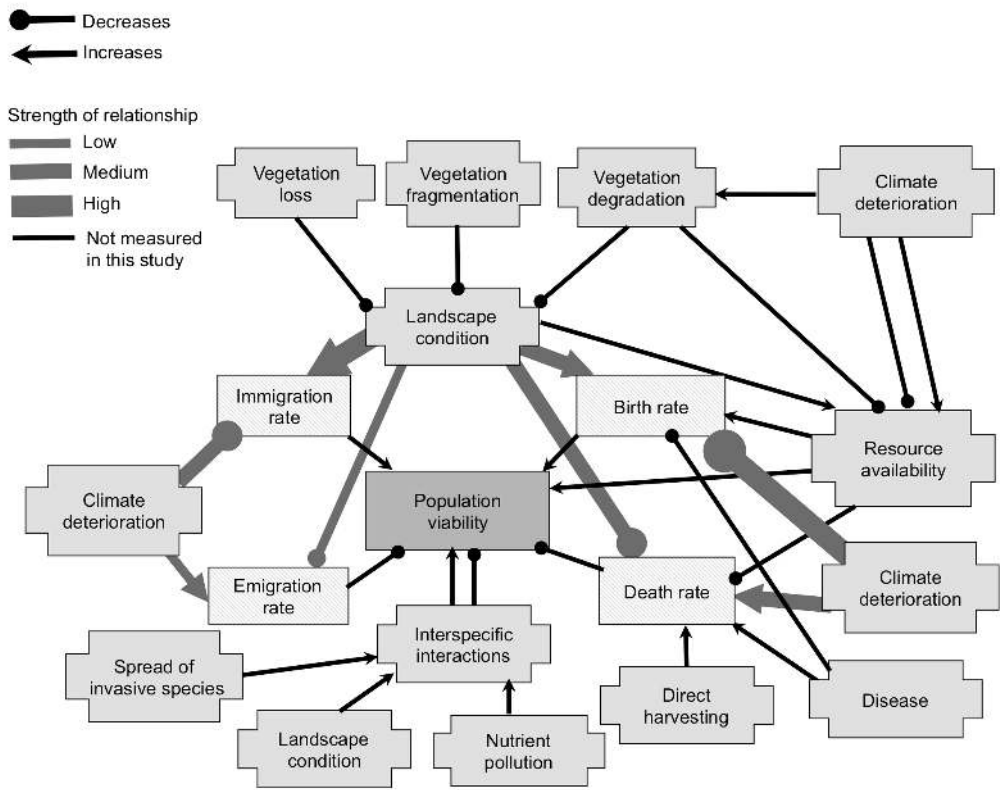 Decreases
Increases
Strength of relationship
Low
Medium
High
Not measured
in this study
Vegetation
loss
Vegetation
fragmentation
Vegetation
degradation
Climate
deterioration
Landscape
condition
Immigration
rate
Birth rate
Resource
availability
Climate
deterioration
Population
viability
Emigration
rate
Death rate
Climate
deterioration
Interspecific
interactions
Spread of
invasive species
Direct
harvesting
Disease
Landscape
condition
Nutrient
pollution